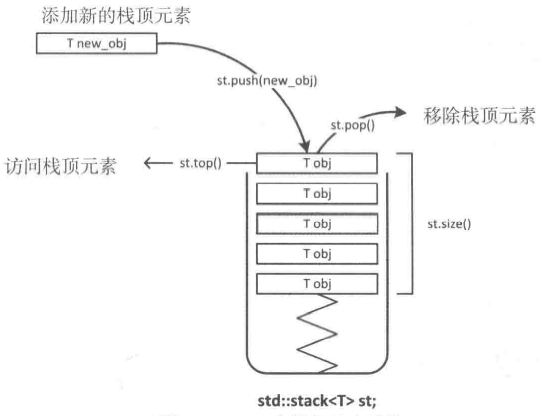 添加新的栈顶元素
T new_obj
st.push(new_obj)
st.pop()
移除栈顶元素
访问栈顶元素
st.top()
T obj
T obj
T obj
T obj
T obj
st.size()
std::stack<T> st;